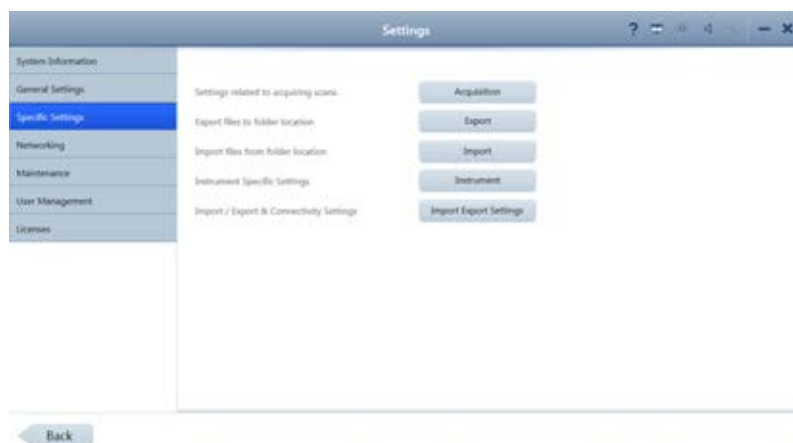 Settings
?
System Information
General Settings
Specific Settings
Networking
Maintenance
User Management
Licenses
Settings related to acquiring scans. Acquisition
Export files to folder location Export
Import files from folder location Import
Instrument Specific Settings Instrument
Import / Export & Connectivity Settings Import Export Settings
Back